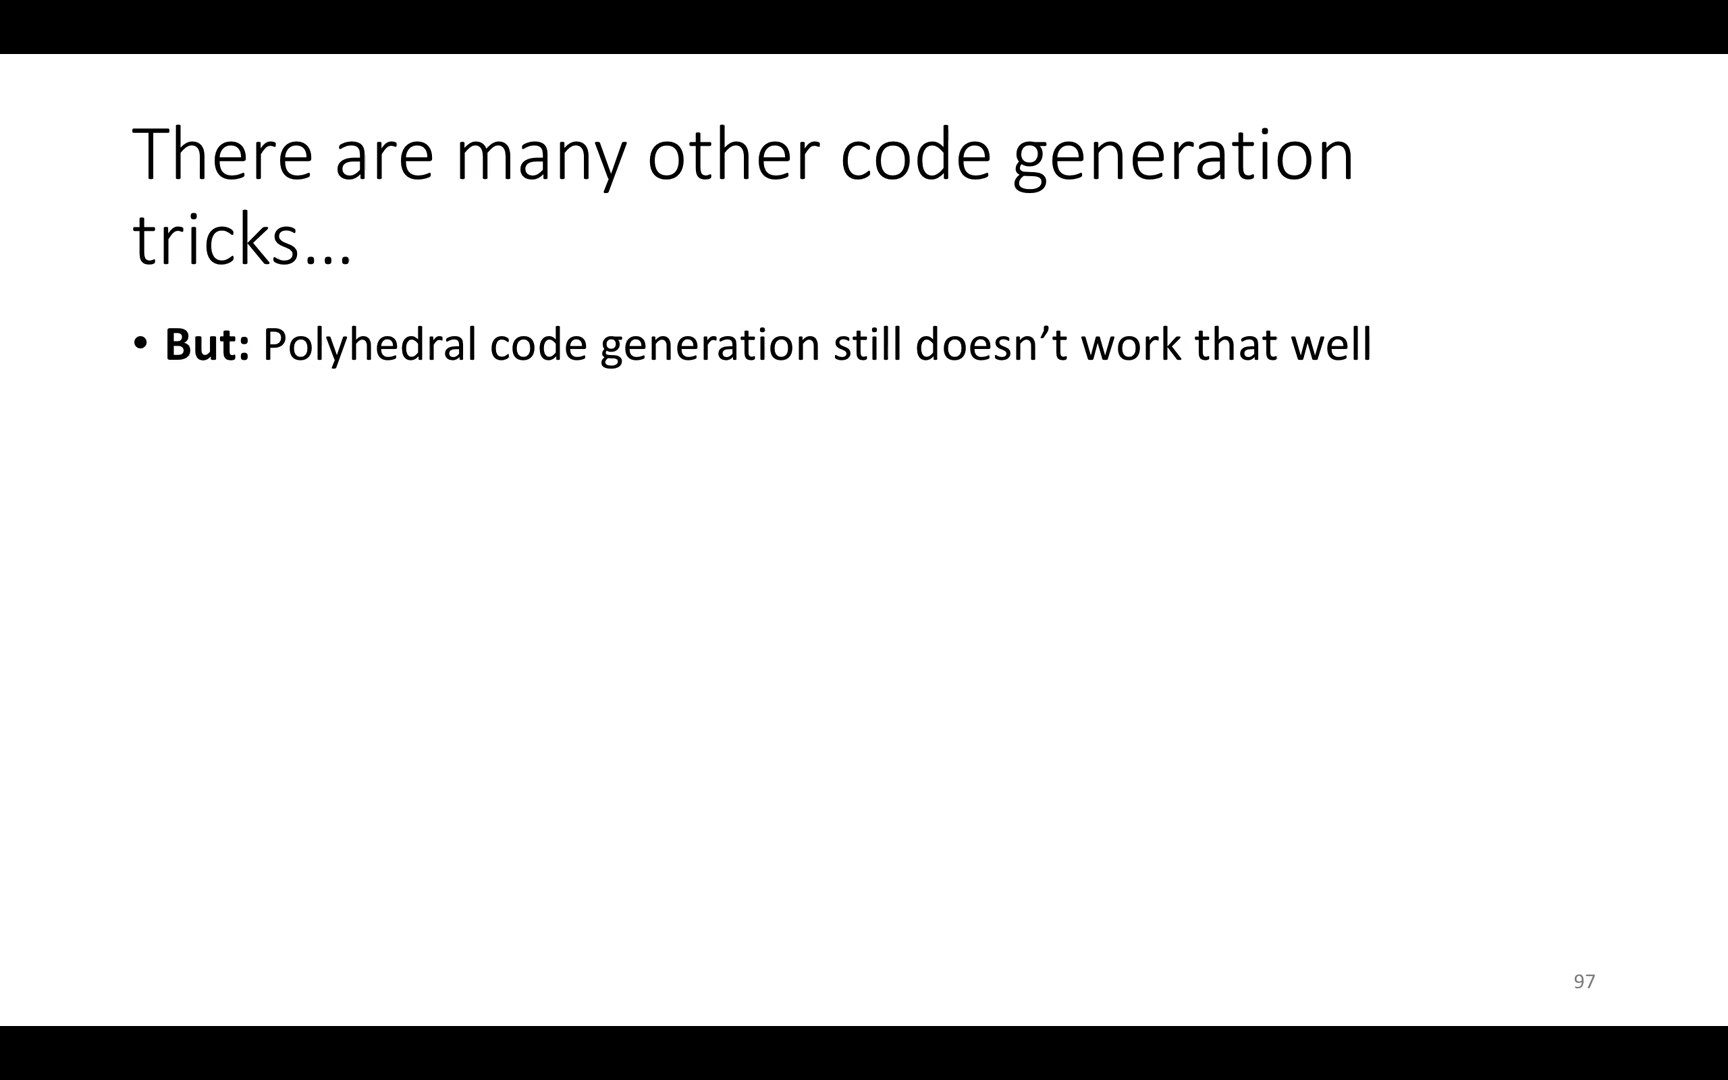 There are many other code generation
tricks…
• But: Polyhedral code generation still doesn’t work that well
97